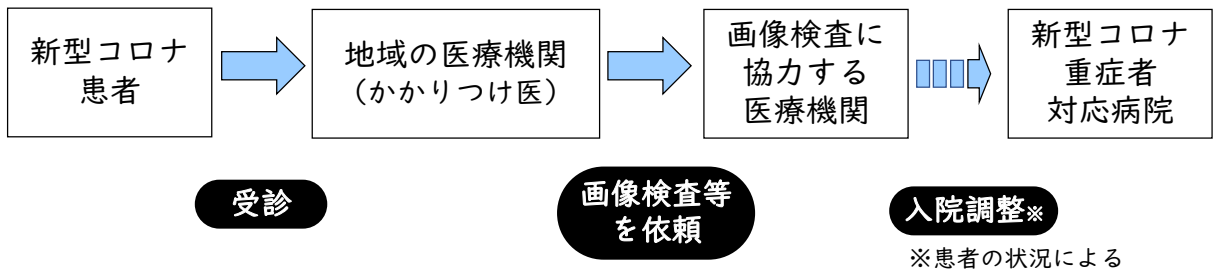 新型コロナ
患者
地域の医療機関
（かかりつけ医）
画像検査に
協力する
医療機関
新型コロナ
重症者
対応病院
受診
画像検査等
を依頼
入院調整※
※患者の状況による